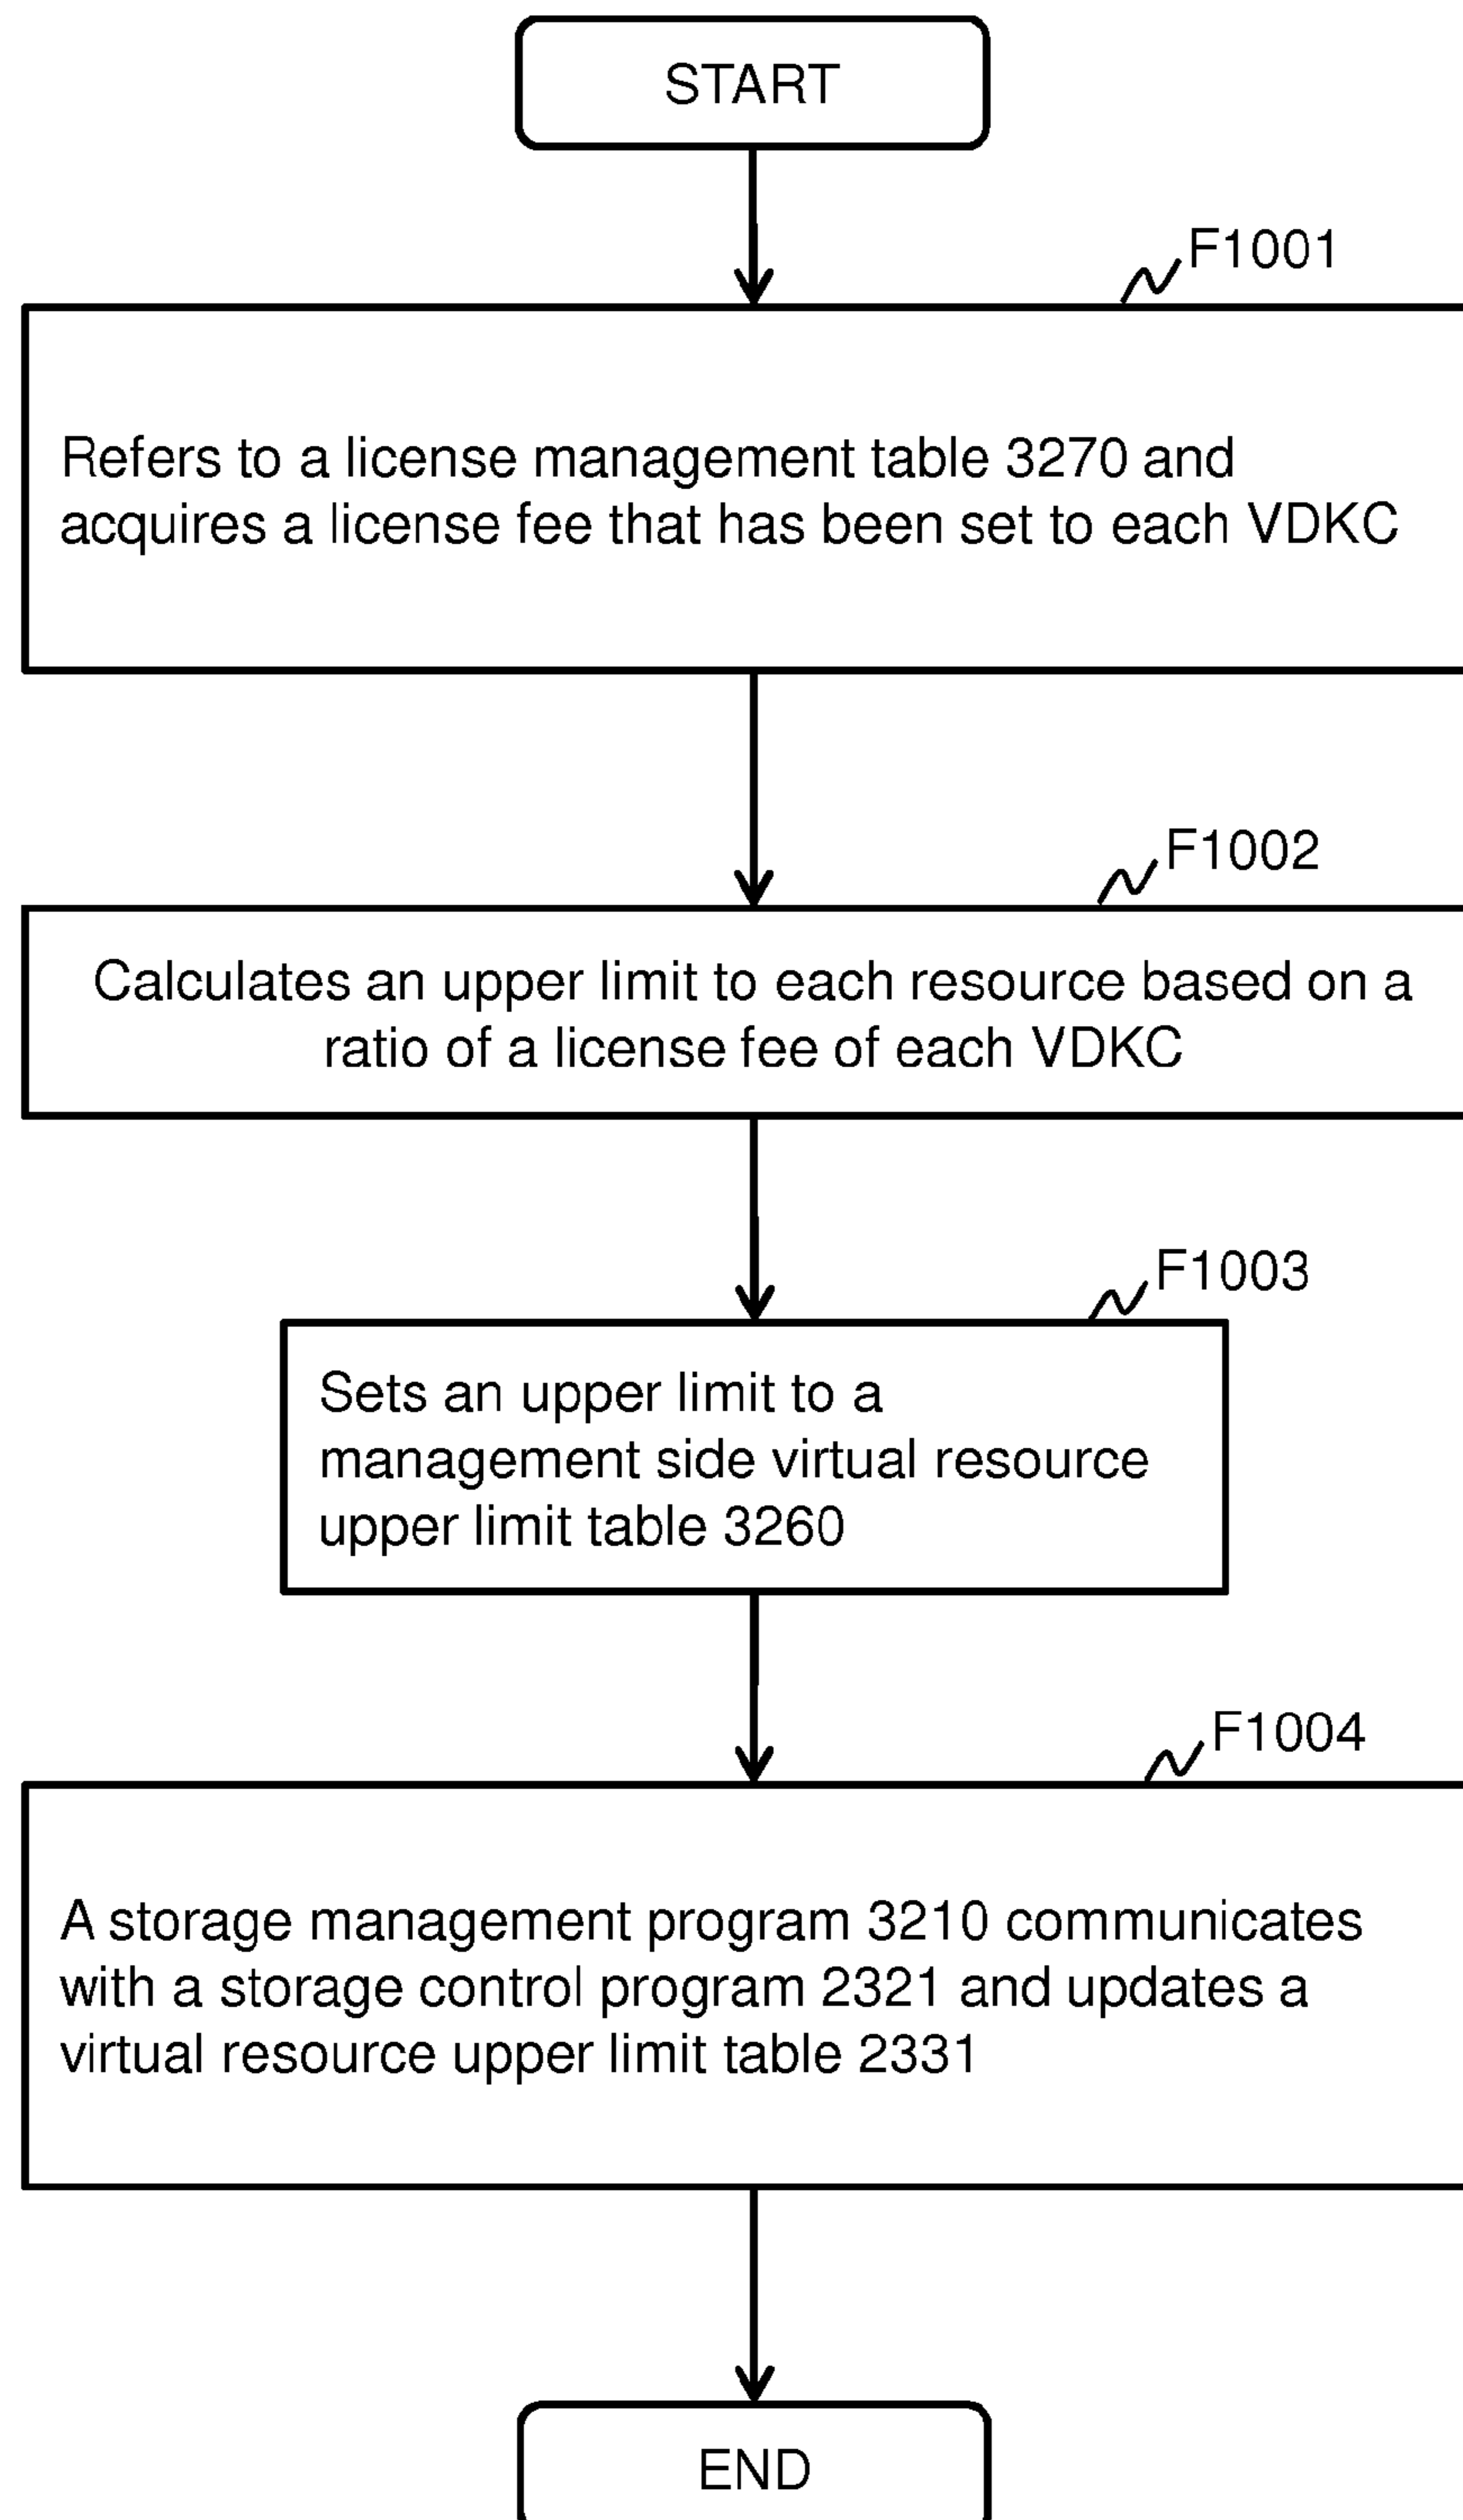 START
F1001
Refers to a license management table 3270 and
acquires a license fee that has been set to each VDKC
F1002
Calculates an upper limit to each resource based on a
ratio of a license fee of each VDKC
F1003
Sets an upper limit to a
management side virtual resource
upper limit table 3260
F1004
A storage management program 3210 communicates
with a storage control program 2321 and updates a
virtual resource upper limit table 2331
END